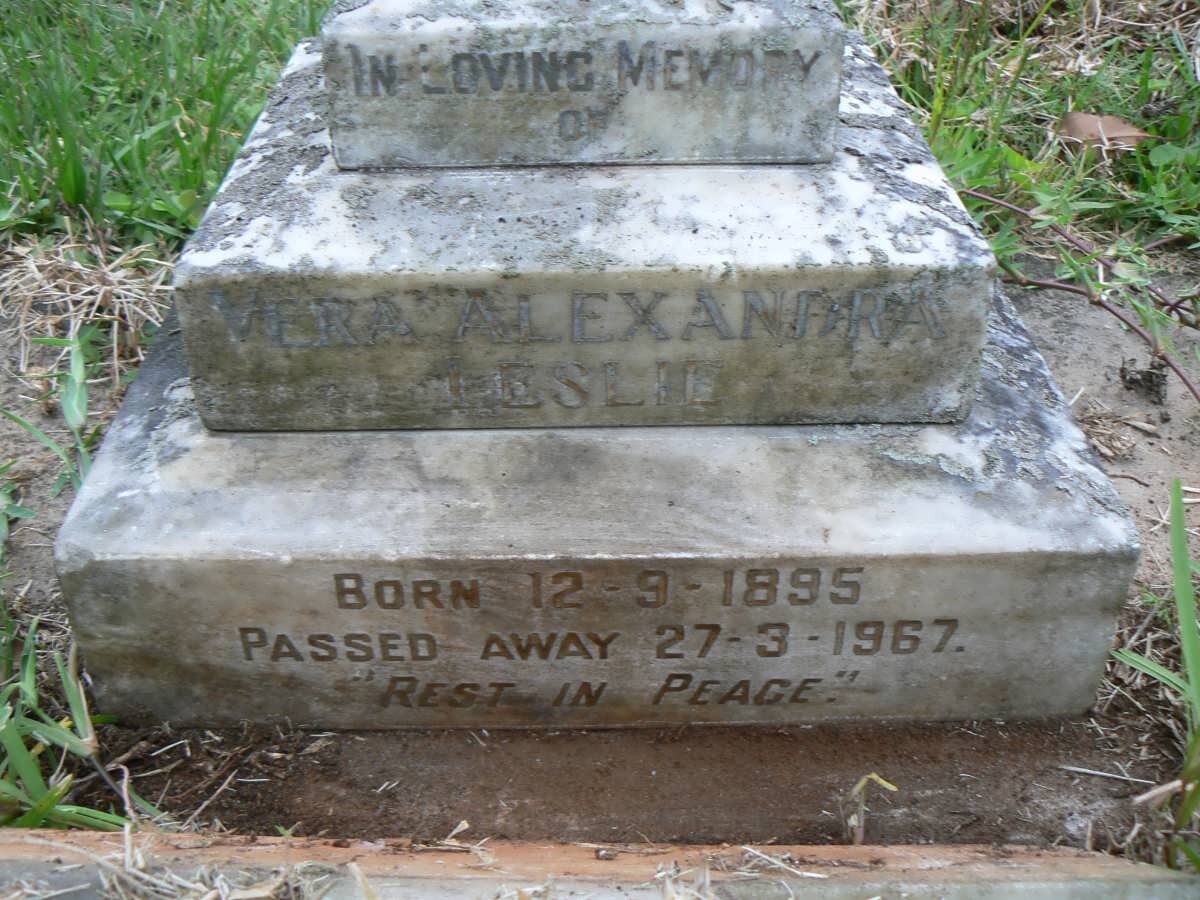 IN LOVING MEMORY
OF
VERA ALEXANDRA
LESLIE
BORN 12-9-1895
PASSED AWAY 27-3-1967.
"REST IN PEACE."